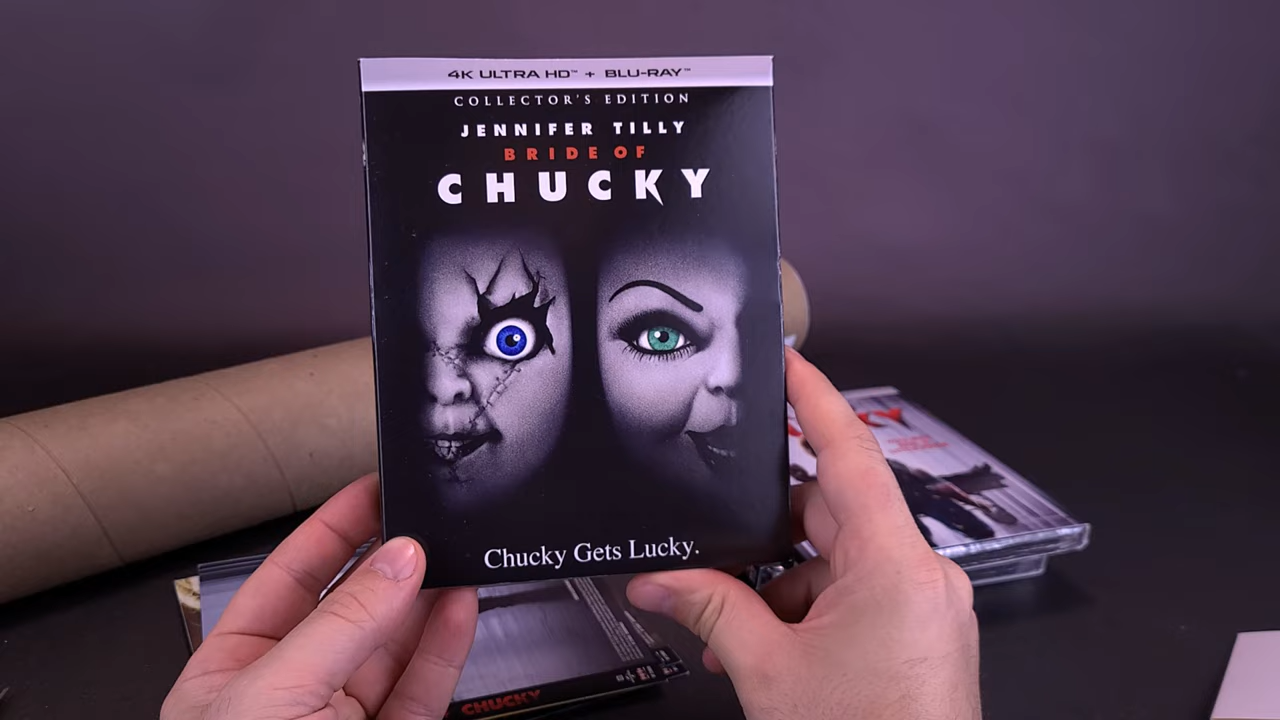 4K ULTRA HD™ + BLU-RAY™
COLLECTOR'S EDITION
JENNIFER TILLY
BRIDE OF
CHUCKY
Chucky Gets Lucky.
CHUCKY